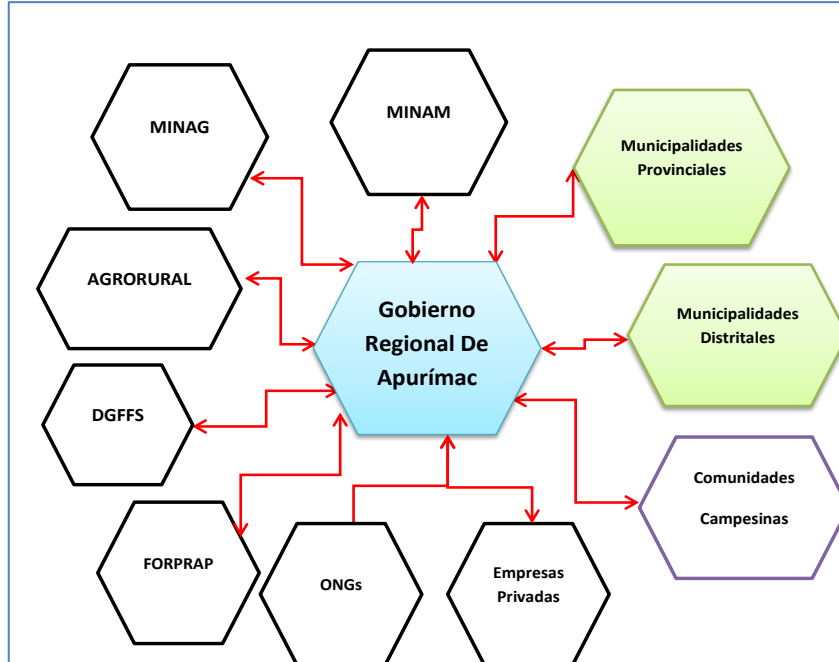 MINAG
MINAM
Municipalidades
Provinciales
AGRORURAL
Gobierno
Regional De
Apurímac
Municipalidades
Distritales
DGFFS
Comunidades
Campesinas
FORPRAP
ONGs
Empresas
Privadas